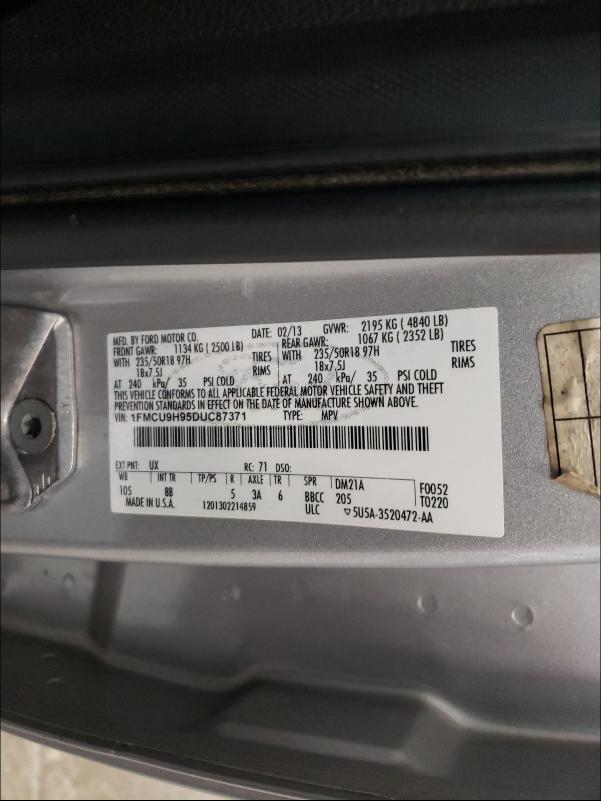 MFD. BY FORD MOTOR CO. DATE: 02/13 GVWR: 2195 KG ( 4840 LB)
FRONT GAWR: 1134 KG ( 2500 LB) REAR GAWR: 1067 KG ( 2352 LB)
WITH 235/50R18 97H TIRES WITH 235/50R18 97H TIRES
18x7.5J RIMS 18x7.5J RIMS
AT 240 kPa/ 35 PSI COLD AT 240 kPa/ 35 PSI COLD
THIS VEHICLE CONFORMS TO ALL APPLICABLE FEDERAL MOTOR VEHICLE SAFETY AND THEFT
PREVENTION STANDARDS IN EFFECT ON THE DATE OF MANUFACTURE SHOWN ABOVE.
VIN: 1FMCU9H95DUC87371 TYPE: MPV
EXT PNT: UX RC: 71 DSO:
WB INT TR TP/PS R AXLE TR SPR DM21A F0052
105 8B 5 3A 6 BBCC 205 T0220
MADE IN U.S.A. 1201302214859 ULC ▽5U5A-3520472-AA